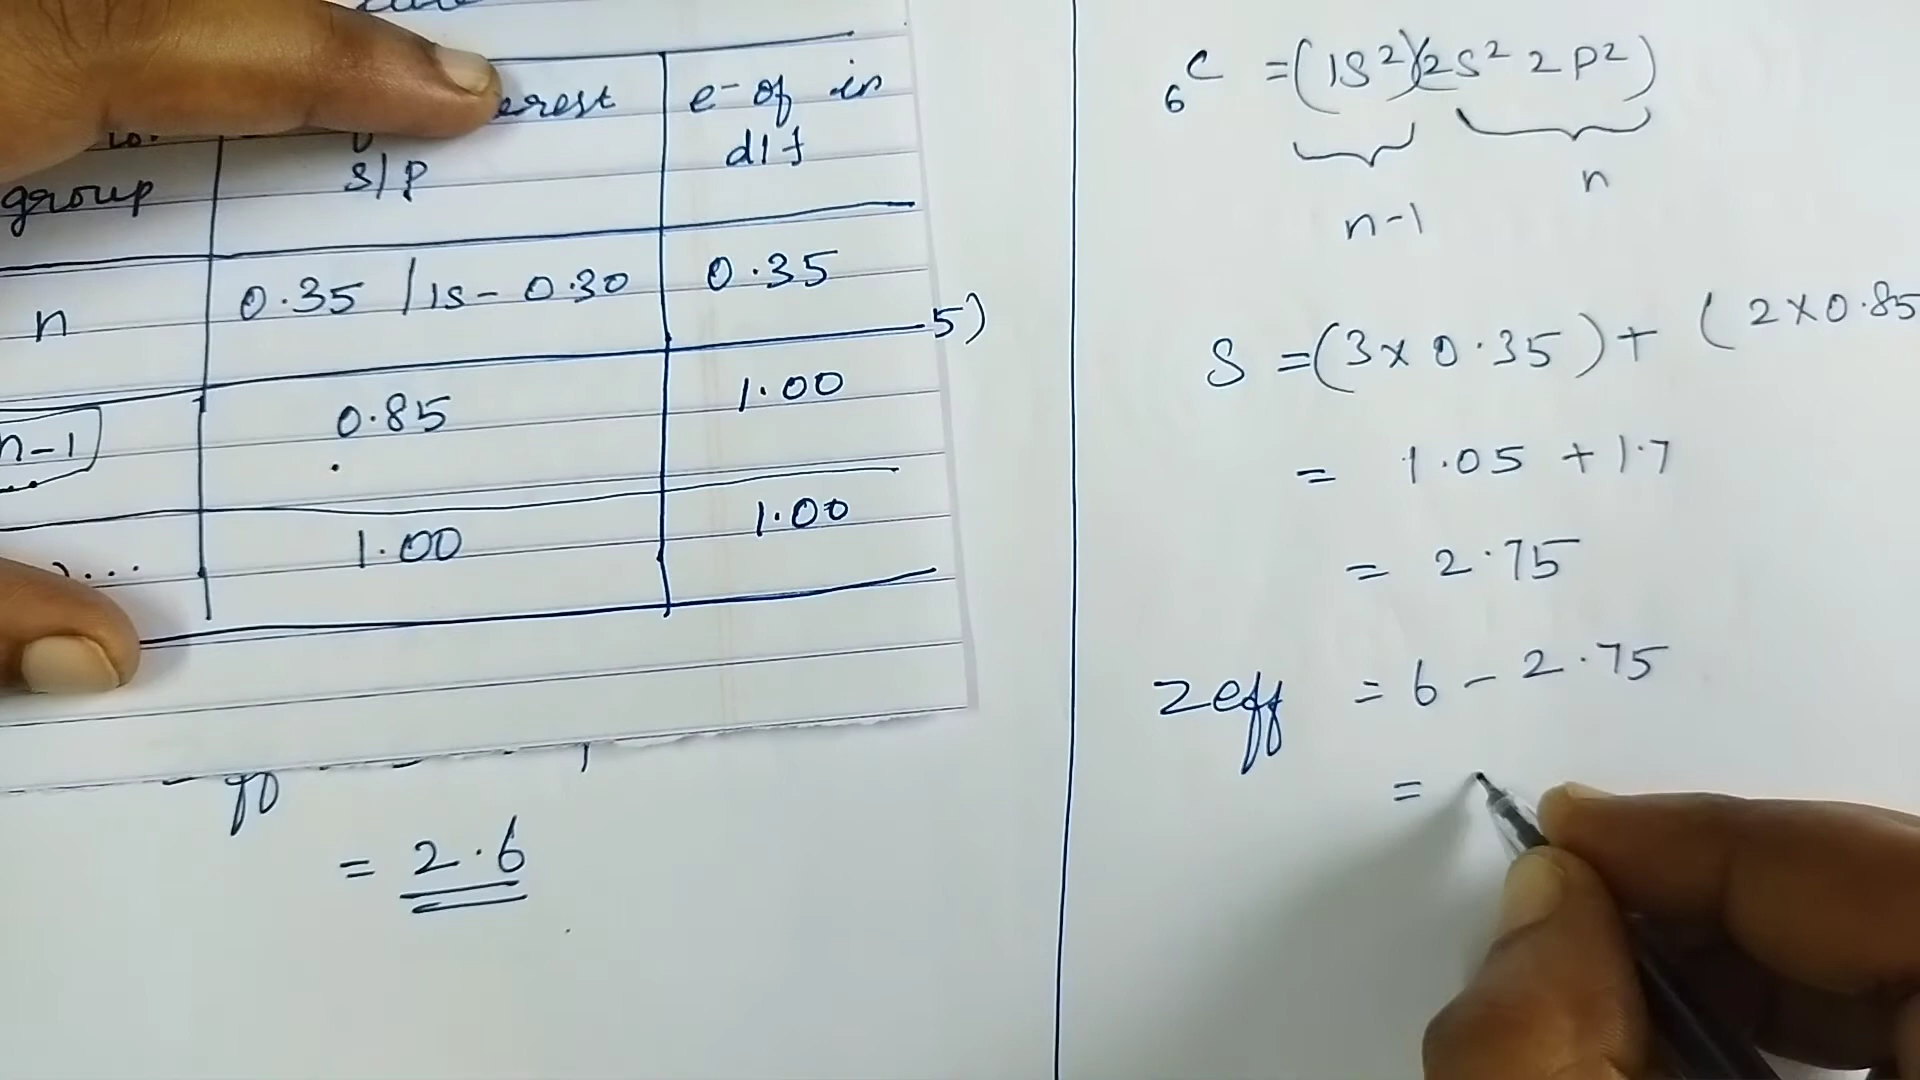 erest
e- of in
d/f
group
S/P
n
0.35 / 1s - 0.30
0.35
5)
n-1
0.85
1.00
...
1.00
1.00
= 2.6
6C = (1S²)(2S² 2P²)
n-1
n
S = (3 x 0.35) + (2 x 0.85
= 1.05 + 1.7
= 2.75
Zeff = 6 - 2.75
=